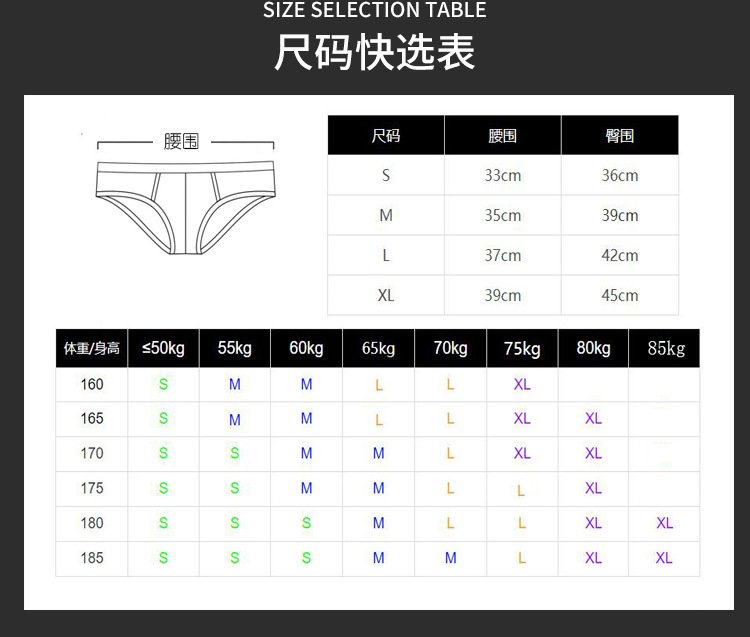 SIZE SELECTION TABLE
尺码快选表
腰围
尺码 腰围 臀围
S 33cm 36cm
M 35cm 39cm
L 37cm 42cm
XL 39cm 45cm
体重/身高 ≤50kg 55kg 60kg 65kg 70kg 75kg 80kg 85kg
160 S M M L L XL
165 S M M L L XL XL
170 S S M M L XL XL
175 S S M M L L XL
180 S S S M L L XL XL
185 S S S M M L XL XL